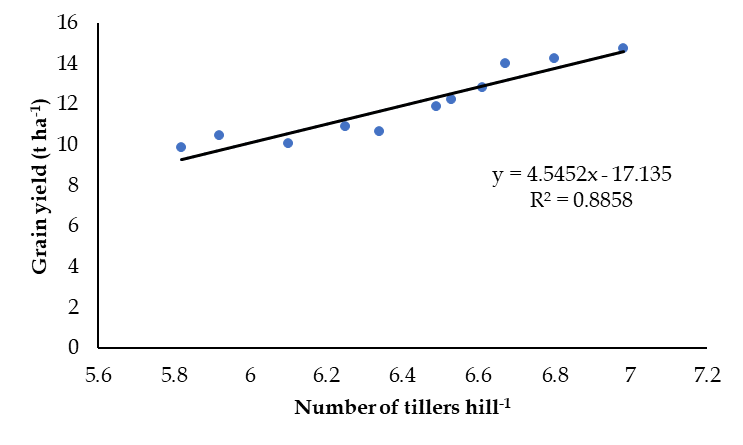 16
14
12
10
8
6
4
2
0
Grain yield (t ha⁻¹)
y = 4.5452x - 17.135
R² = 0.8858
5.6 5.8 6 6.2 6.4 6.6 6.8 7 7.2
Number of tillers hill⁻¹